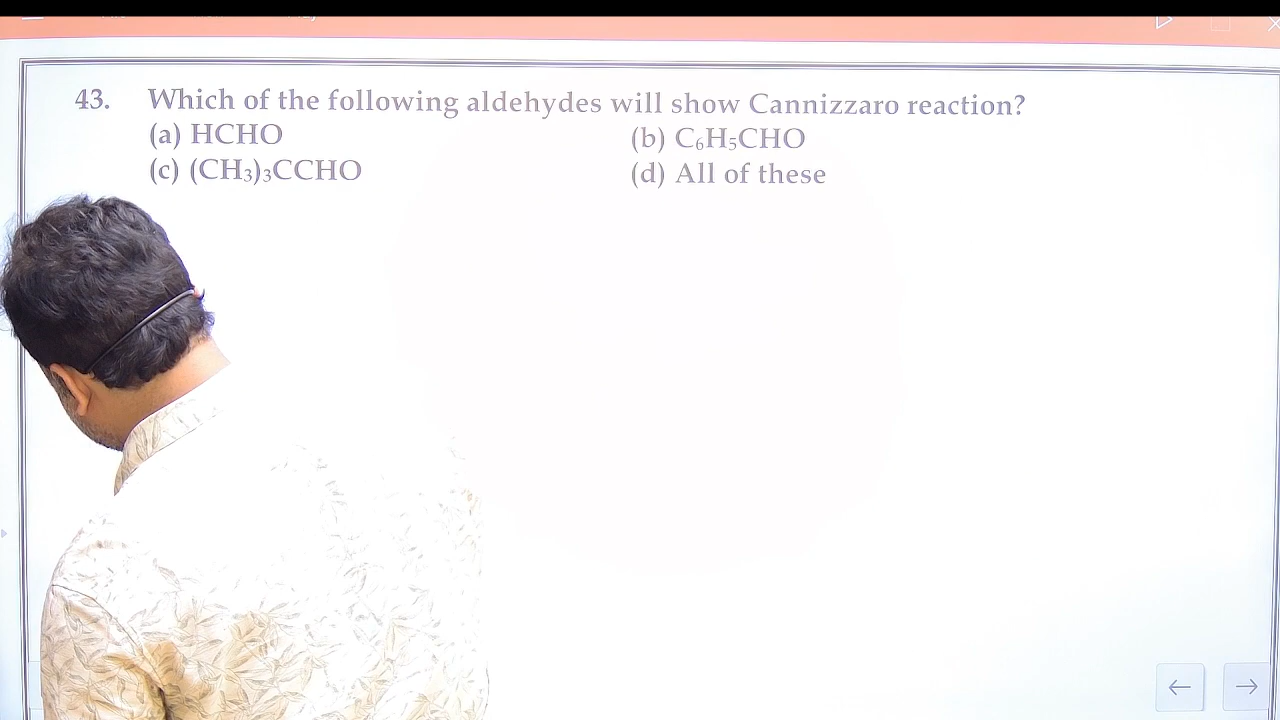 43. Which of the following aldehydes will show Cannizzaro reaction?
(a) HCHO (b) C₆H₅CHO
(c) (CH₃)₃CCHO (d) All of these